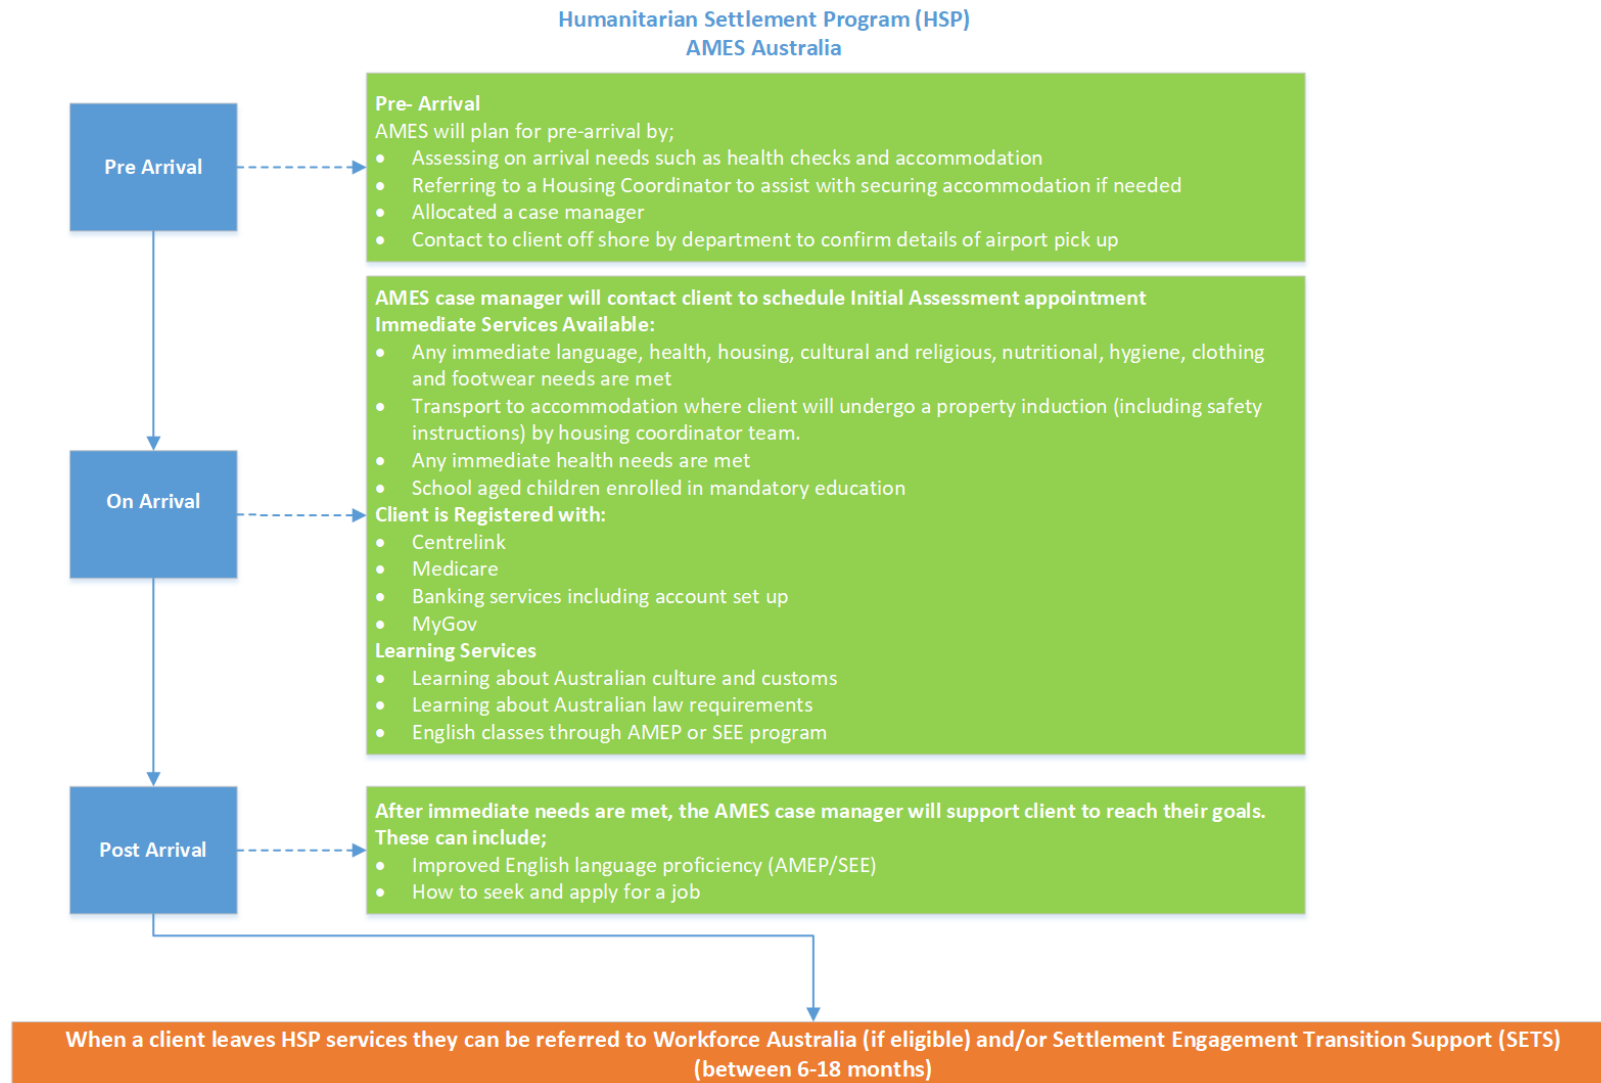 Humanitarian Settlement Program (HSP)
AMES Australia
Pre Arrival
Pre- Arrival
AMES will plan for pre-arrival by;
• Assessing on arrival needs such as health checks and accommodation
• Referring to a Housing Coordinator to assist with securing accommodation if needed
• Allocated a case manager
• Contact to client off shore by department to confirm details of airport pick up
On Arrival
AMES case manager will contact client to schedule Initial Assessment appointment
Immediate Services Available:
• Any immediate language, health, housing, cultural and religious, nutritional, hygiene, clothing
and footwear needs are met
• Transport to accommodation where client will undergo a property induction (including safety
instructions) by housing coordinator team.
• Any immediate health needs are met
• School aged children enrolled in mandatory education
Client is Registered with:
• Centrelink
• Medicare
• Banking services including account set up
• MyGov
Learning Services
• Learning about Australian culture and customs
• Learning about Australian law requirements
• English classes through AMEP or SEE program
Post Arrival
After immediate needs are met, the AMES case manager will support client to reach their goals.
These can include;
• Improved English language proficiency (AMEP/SEE)
• How to seek and apply for a job
When a client leaves HSP services they can be referred to Workforce Australia (if eligible) and/or Settlement Engagement Transition Support (SETS)
(between 6-18 months)